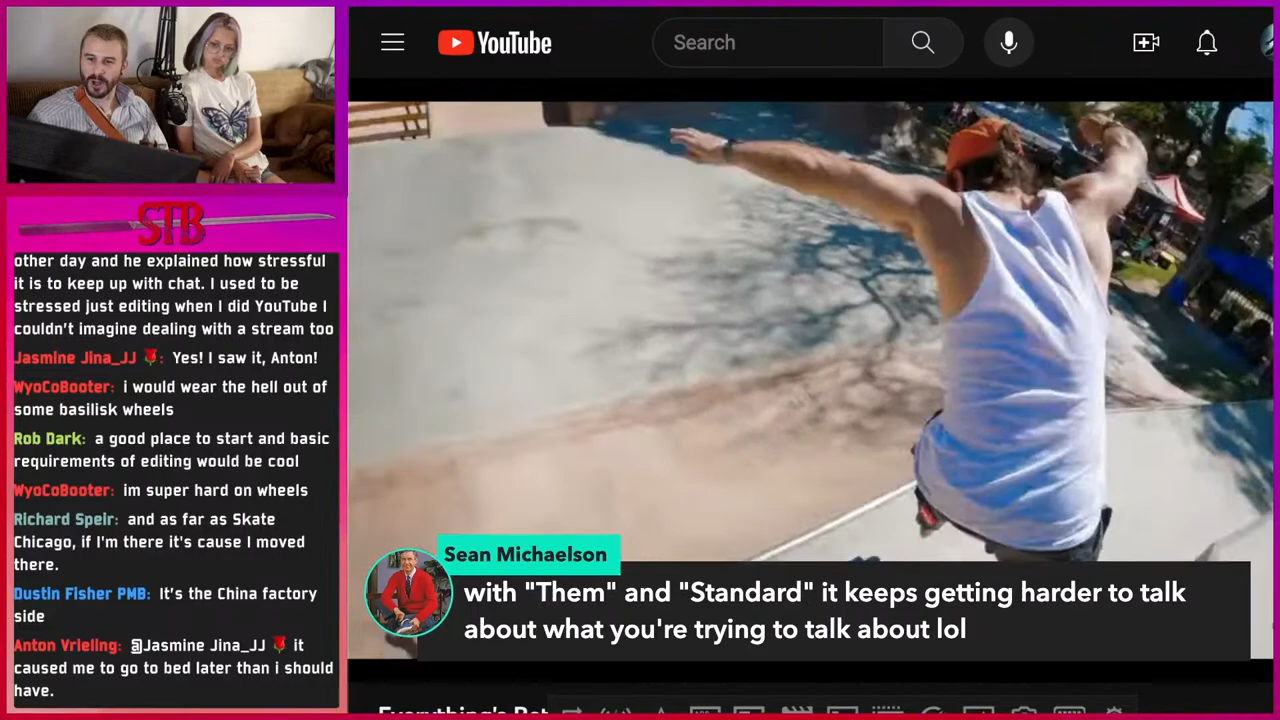 YouTube
Search
STB
other day and he explained how stressful
it is to keep up with chat. I used to be
stressed just editing when I did YouTube I
couldn't imagine dealing with a stream too
Jasmine Jina_JJ 🌹: Yes! I saw it, Anton!
WyoCoBooter: i would wear the hell out of
some basilisk wheels
Rob Dark: a good place to start and basic
requirements of editing would be cool
WyoCoBooter: im super hard on wheels
Richard Speir: and as far as Skate
Chicago, if I'm there it's cause I moved
there.
Dustin Fisher PMB: It's the China factory
side
Anton Vrieling: @Jasmine Jina_JJ 🌹 it
caused me to go to bed later than i should
have.
Sean Michaelson
with "Them" and "Standard" it keeps getting harder to talk
about what you're trying to talk about lol